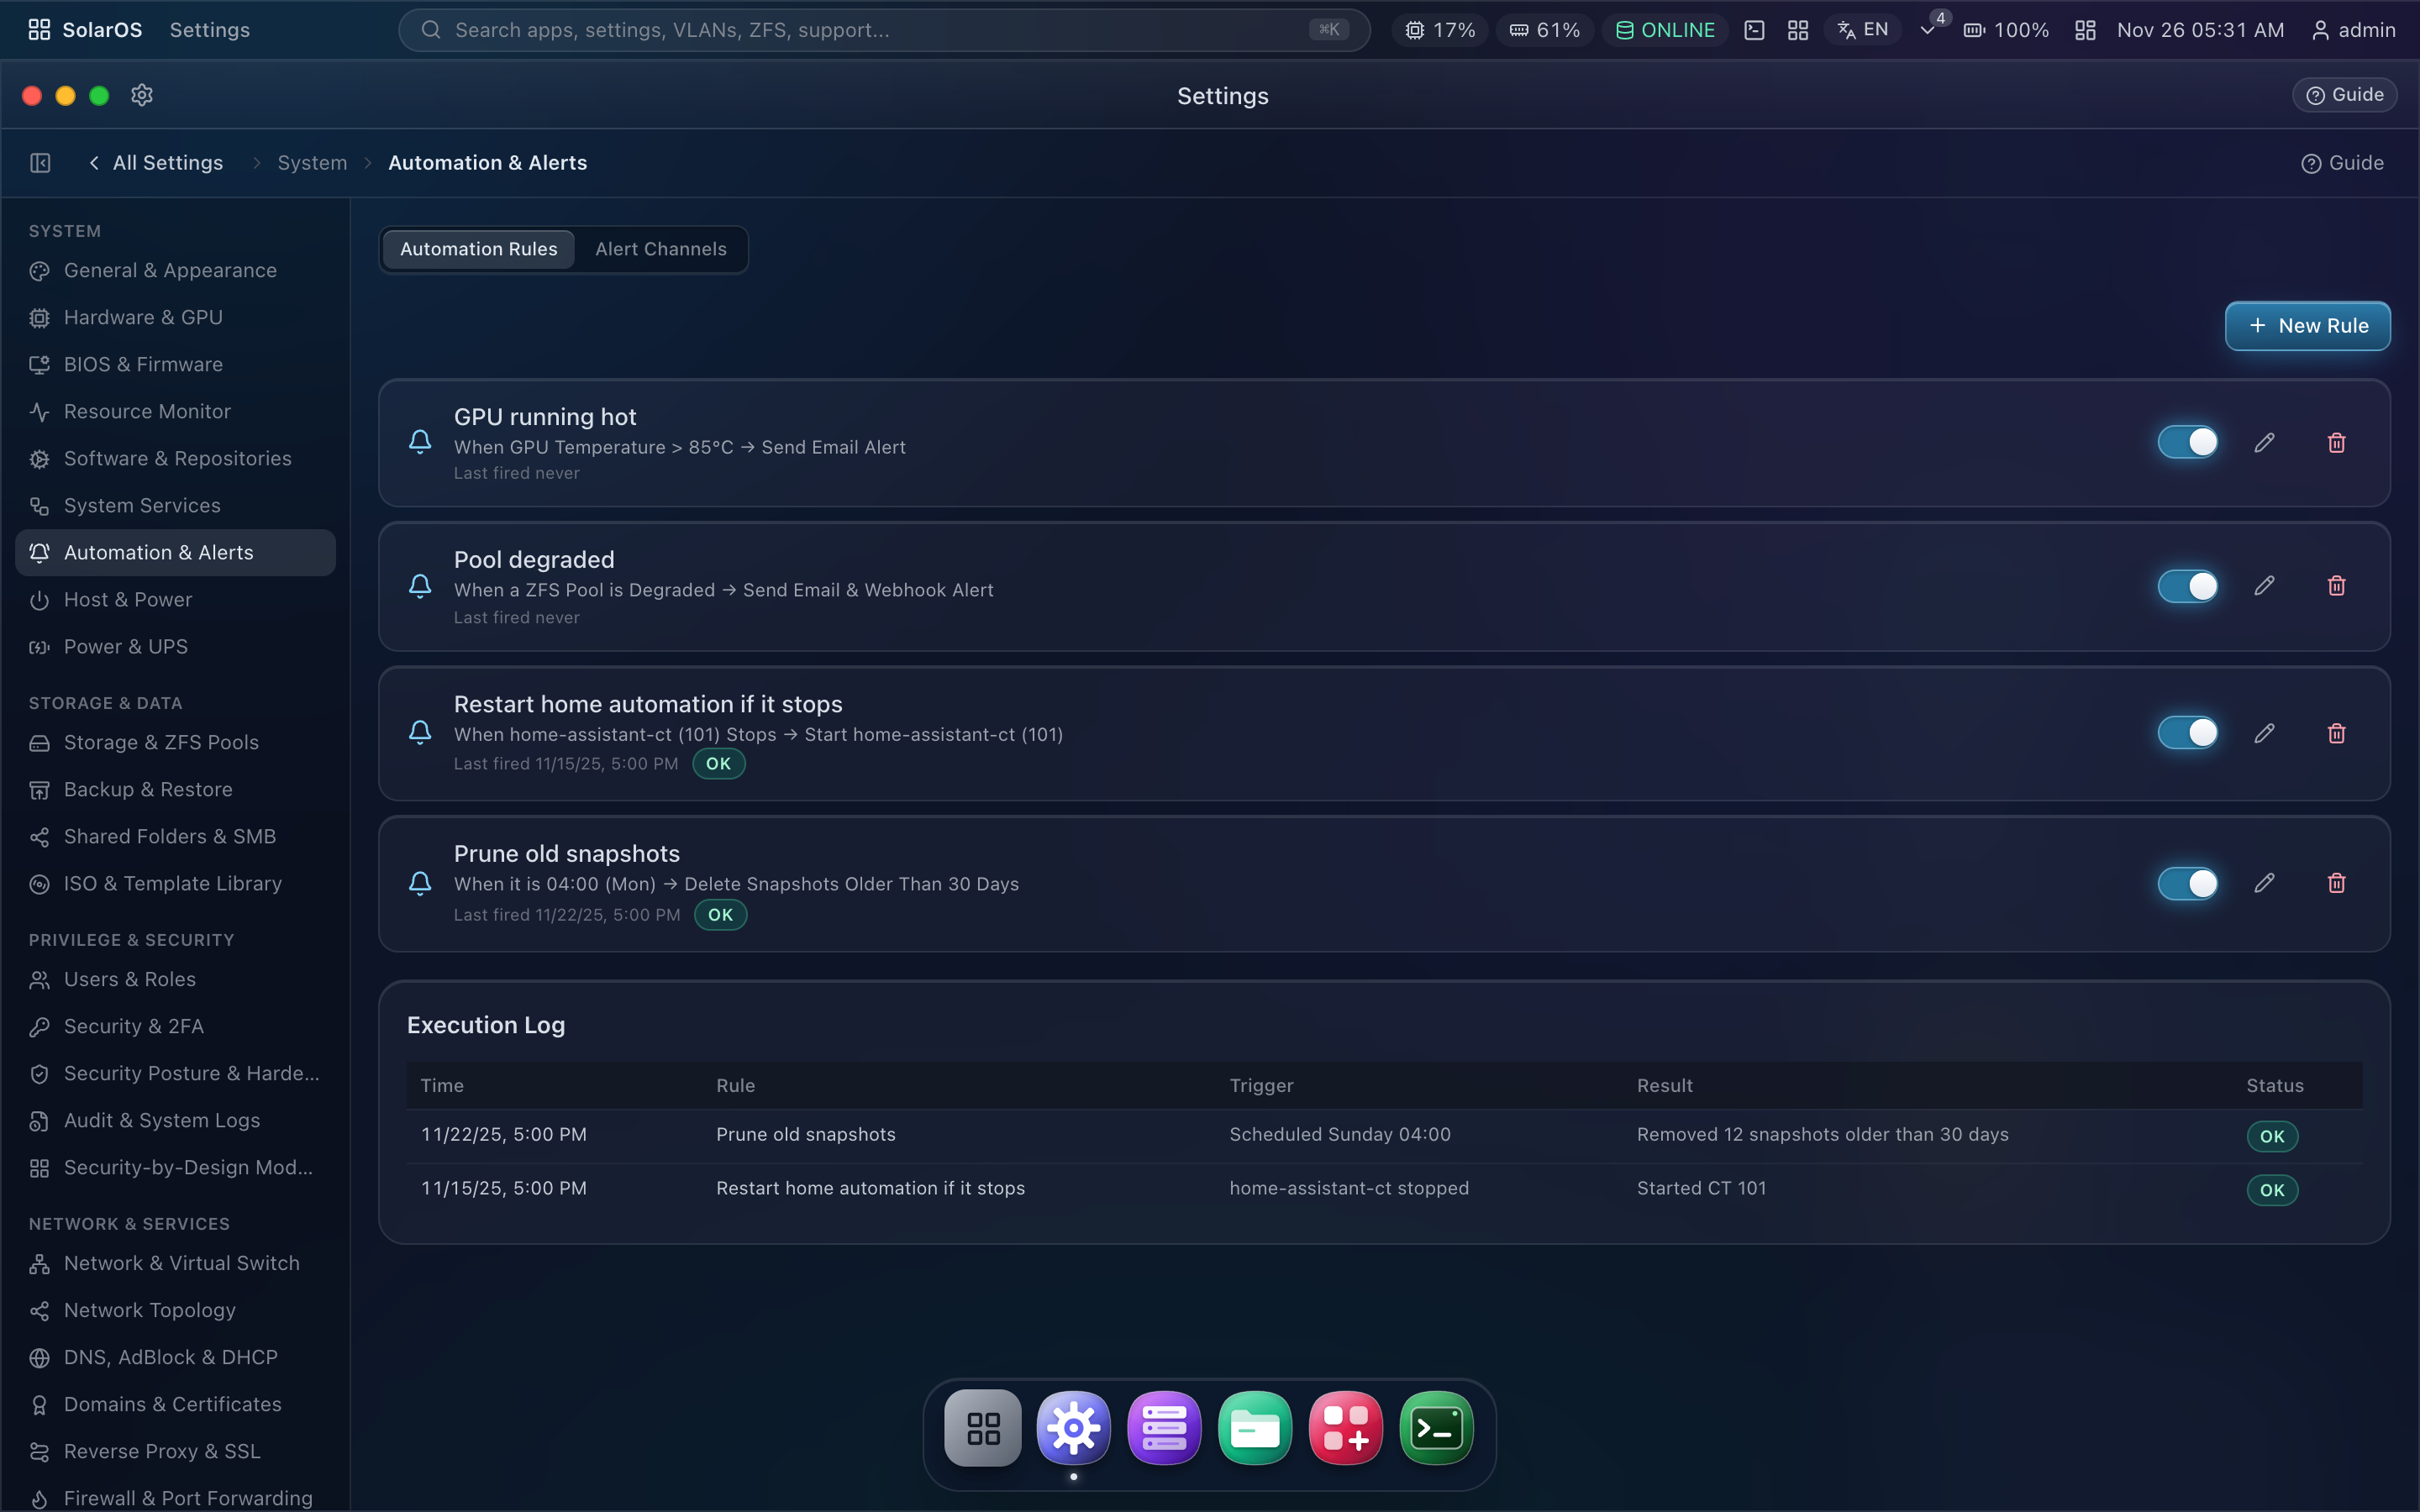 SolarOS Settings Search apps, settings, VLANs, ZFS, support... ⌘K 17% 61% ONLINE EN 4 100% Nov 26 05:31 AM admin
Settings Guide
All Settings System Automation & Alerts Guide
SYSTEM
General & Appearance
Hardware & GPU
BIOS & Firmware
Resource Monitor
Software & Repositories
System Services
Automation & Alerts
Host & Power
Power & UPS
STORAGE & DATA
Storage & ZFS Pools
Backup & Restore
Shared Folders & SMB
ISO & Template Library
PRIVILEGE & SECURITY
Users & Roles
Security & 2FA
Security Posture & Harde...
Audit & System Logs
Security-by-Design Mod...
NETWORK & SERVICES
Network & Virtual Switch
Network Topology
DNS, AdBlock & DHCP
Domains & Certificates
Reverse Proxy & SSL
Firewall & Port Forwarding
Automation Rules Alert Channels
+ New Rule
GPU running hot
When GPU Temperature > 85°C → Send Email Alert
Last fired never
Pool degraded
When a ZFS Pool is Degraded → Send Email & Webhook Alert
Last fired never
Restart home automation if it stops
When home-assistant-ct (101) Stops → Start home-assistant-ct (101)
Last fired 11/15/25, 5:00 PM OK
Prune old snapshots
When it is 04:00 (Mon) → Delete Snapshots Older Than 30 Days
Last fired 11/22/25, 5:00 PM OK
Execution Log
Time Rule Trigger Result Status
11/22/25, 5:00 PM Prune old snapshots Scheduled Sunday 04:00 Removed 12 snapshots older than 30 days OK
11/15/25, 5:00 PM Restart home automation if it stops home-assistant-ct stopped Started CT 101 OK